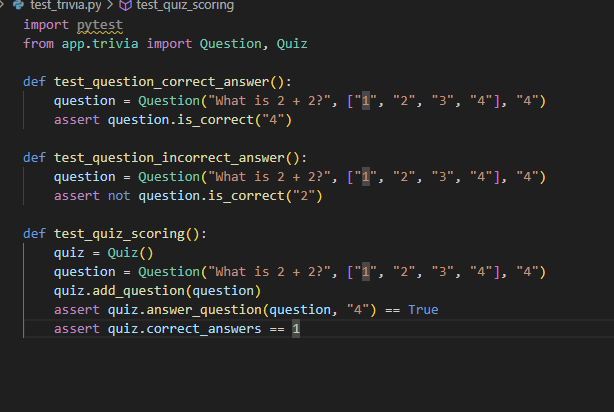 test_trivia.py > test_quiz_scoring
import pytest
from app.trivia import Question, Quiz
def test_question_correct_answer():
question = Question("What is 2 + 2?", ["1", "2", "3", "4"], "4")
assert question.is_correct("4")
def test_question_incorrect_answer():
question = Question("What is 2 + 2?", ["1", "2", "3", "4"], "4")
assert not question.is_correct("2")
def test_quiz_scoring():
quiz = Quiz()
question = Question("What is 2 + 2?", ["1", "2", "3", "4"], "4")
quiz.add_question(question)
assert quiz.answer_question(question, "4") == True
assert quiz.correct_answers == 1